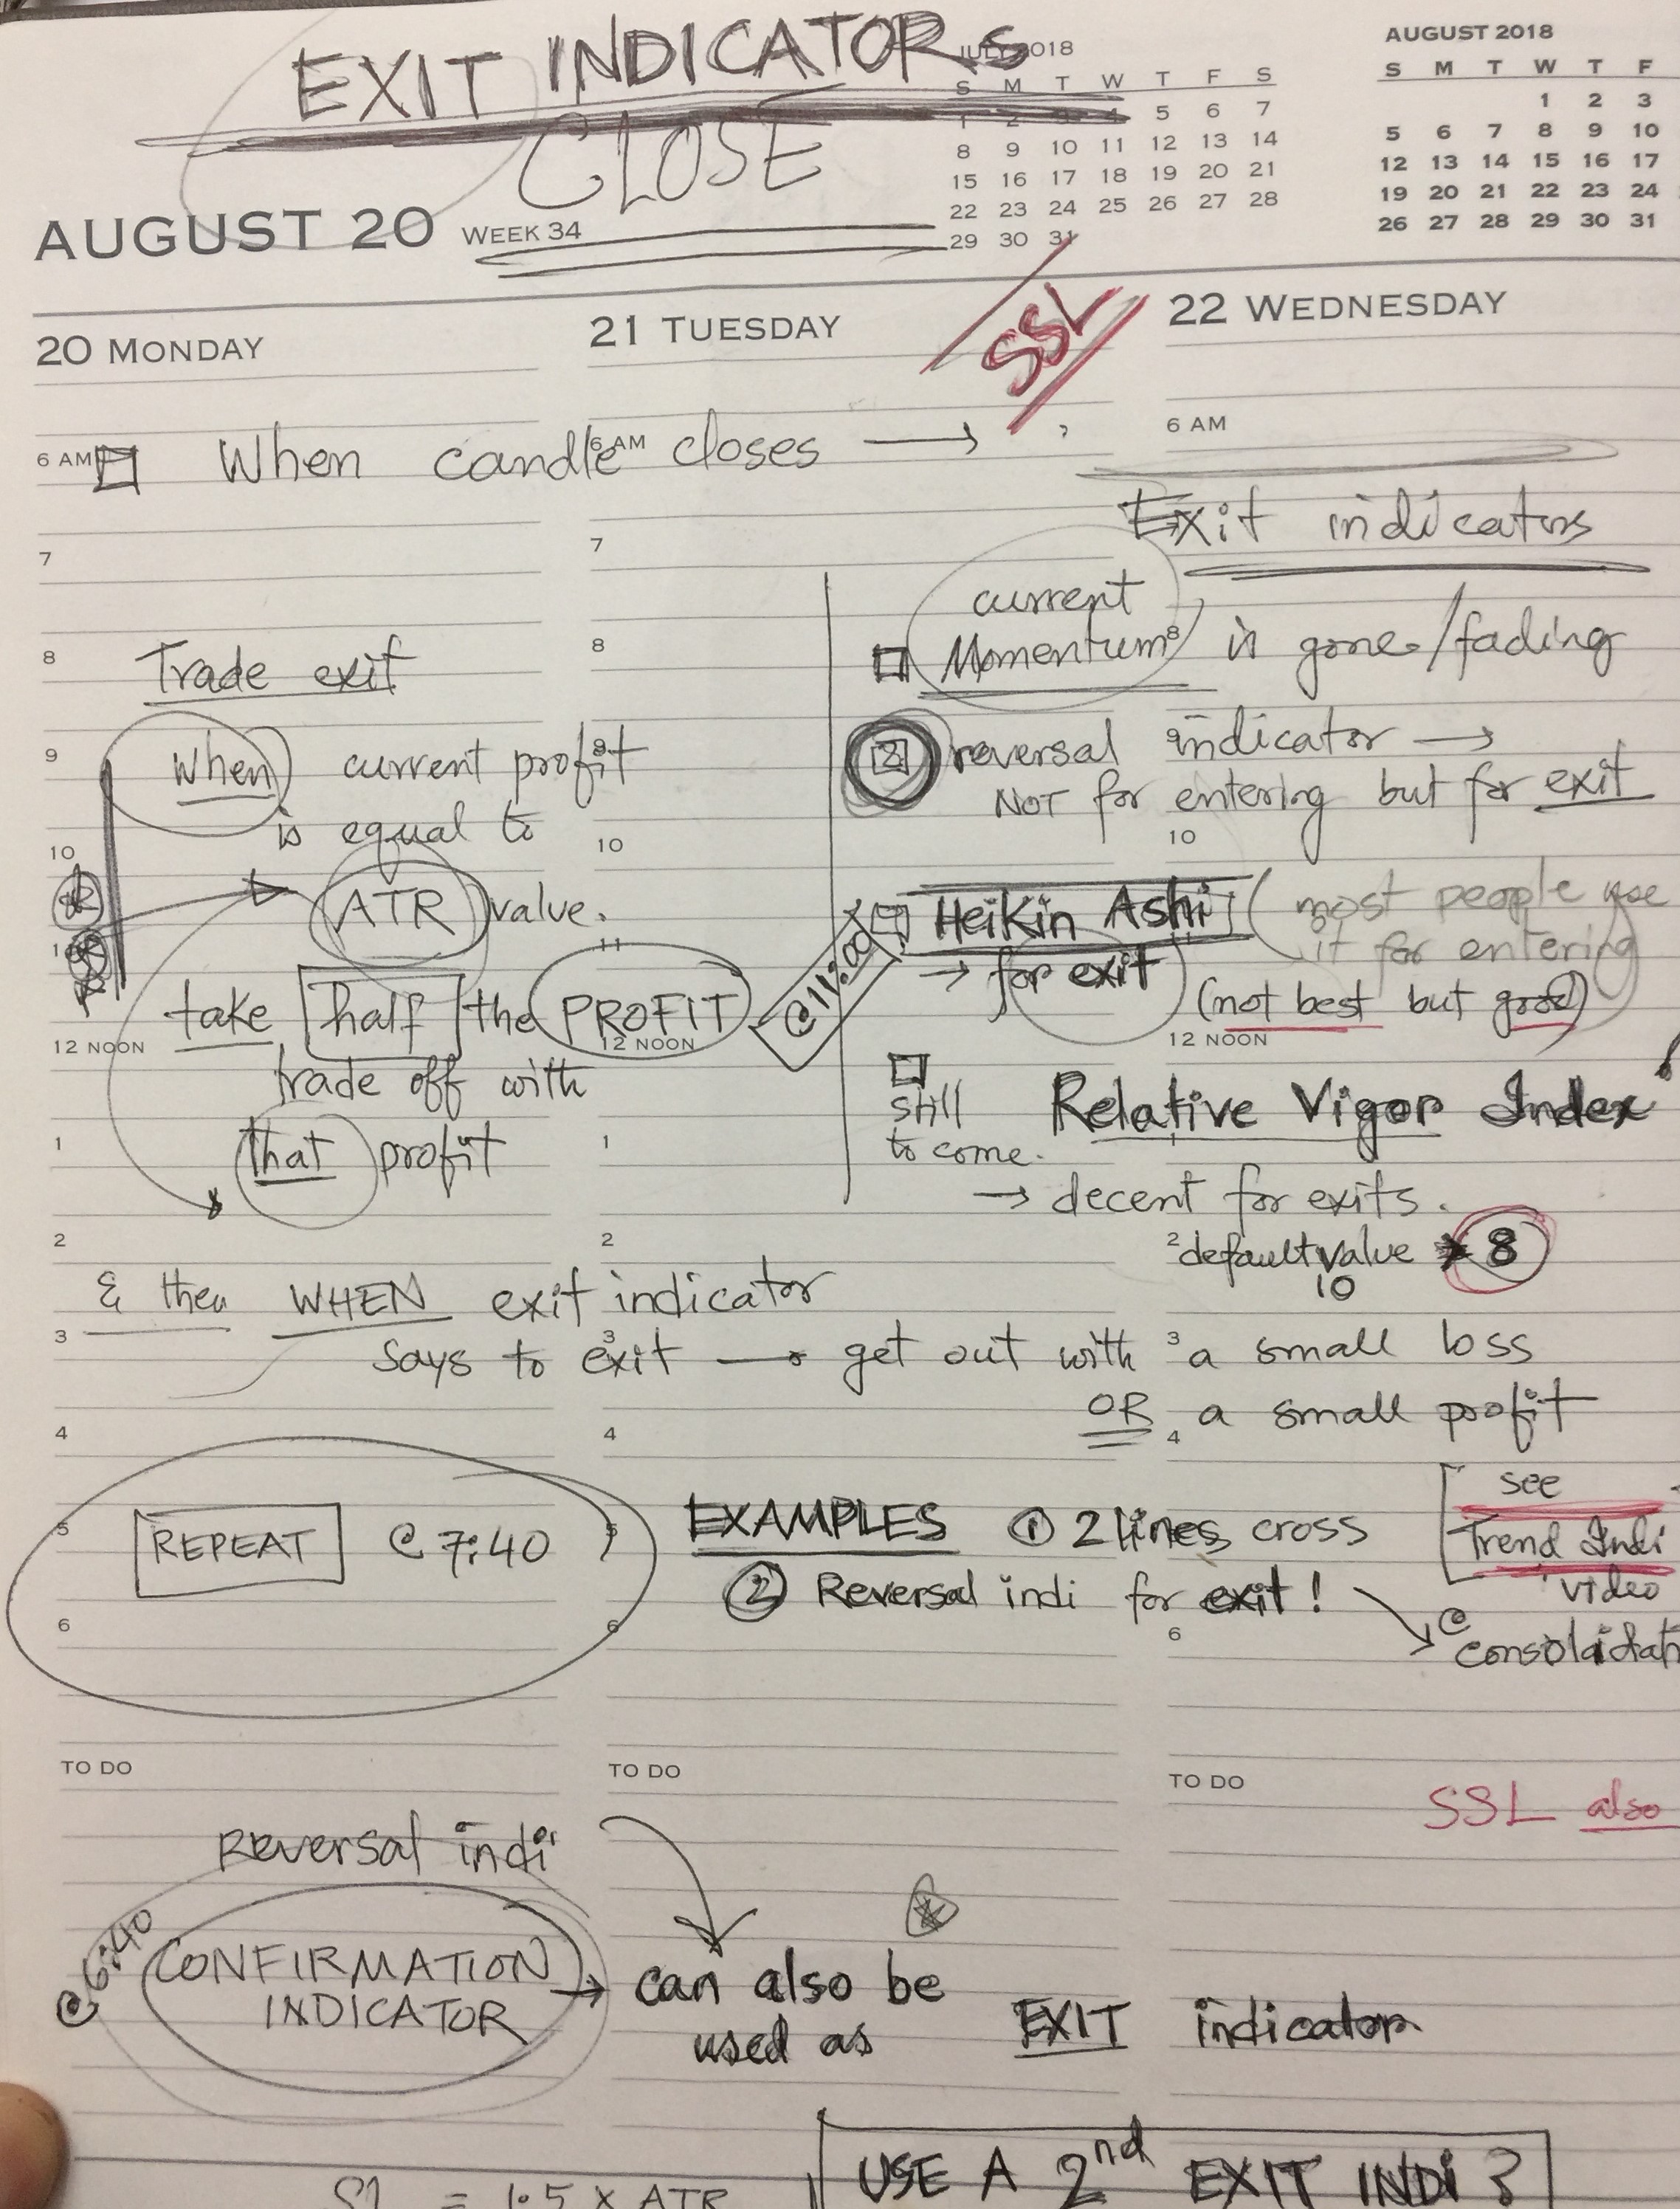 EXIT INDICATORS
CLOSE
JULY 2018
S M T W T F S
1 2 3 4 5 6 7
8 9 10 11 12 13 14
15 16 17 18 19 20 21
22 23 24 25 26 27 28
29 30 31
AUGUST 2018
S M T W T F
1 2 3
5 6 7 8 9 10
12 13 14 15 16 17
19 20 21 22 23 24
26 27 28 29 30 31
AUGUST 20 WEEK 34
20 MONDAY
21 TUESDAY
22 WEDNESDAY
SSL
6 AM 6 AM 6 AM
When candle closes →
Exit indicators
7 7
8 8 8
Trade exit
When current profit
is equal to
ATR value.
take half the PROFIT
trade off with
that profit
9 9 9
10 10 10
11 11 11
12 NOON 12 NOON 12 NOON
1 1 1
2 2 2
3 3 3
4 4 4
5 5
6 6 6
current
Momentum is gone/fading
2 reversal indicator →
NOT for entering but for exit
@11:00
Heikin Ashi (most people use
it for entering
→ for exit
(not best but good)
still
to come.
Relative Vigor Index
→ decent for exits.
default value → 8
10
& then WHEN exit indicator
says to exit → get out with a small loss
OR a small profit
REPEAT @ 7:40
EXAMPLES ① 2 lines cross
② Reversal indi for exit!
see
Trend Indi
video
@
TO DO
TO DO
TO DO
SSL also
Reversal indi
@6:40
CONFIRMATION
INDICATOR
→ can also be
used as EXIT indicator
SL = 1.5 X ATR
USE A 2nd EXIT INDI ?